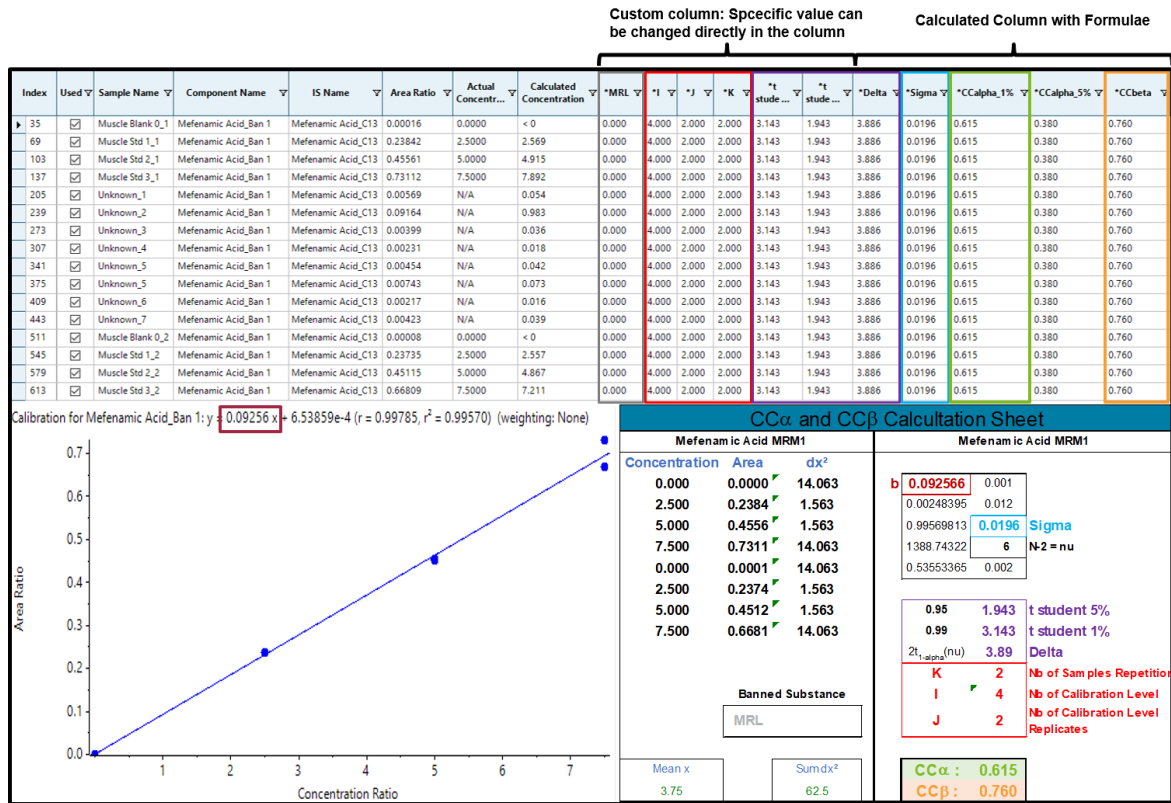 Custom column: Spcecific value can
be changed directly in the column
Calculated Column with Formulae
Index Used Sample Name Component Name IS Name Area Ratio Actual Concentr... Calculated Concentration *MRL *I *J *K *t stude ... *t stude ... *Delta *Sigma *CCalpha_1% *CCalpha_5% *CCbeta
35 Muscle Blank 0_1 Mefenamic Acid_Ban 1 Mefenamic Acid_C13 0.00016 0.0000 < 0 0.000 4.000 2.000 2.000 3.143 1.943 3.886 0.0196 0.615 0.380 0.760
69 Muscle Std 1_1 Mefenamic Acid_Ban 1 Mefenamic Acid_C13 0.23842 2.5000 2.569 0.000 4.000 2.000 2.000 3.143 1.943 3.886 0.0196 0.615 0.380 0.760
103 Muscle Std 2_1 Mefenamic Acid_Ban 1 Mefenamic Acid_C13 0.45561 5.0000 4.915 0.000 4.000 2.000 2.000 3.143 1.943 3.886 0.0196 0.615 0.380 0.760
137 Muscle Std 3_1 Mefenamic Acid_Ban 1 Mefenamic Acid_C13 0.73112 7.5000 7.892 0.000 4.000 2.000 2.000 3.143 1.943 3.886 0.0196 0.615 0.380 0.760
205 Unknown_1 Mefenamic Acid_Ban 1 Mefenamic Acid_C13 0.00569 N/A 0.054 0.000 4.000 2.000 2.000 3.143 1.943 3.886 0.0196 0.615 0.380 0.760
239 Unknown_2 Mefenamic Acid_Ban 1 Mefenamic Acid_C13 0.09164 N/A 0.983 0.000 4.000 2.000 2.000 3.143 1.943 3.886 0.0196 0.615 0.380 0.760
273 Unknown_3 Mefenamic Acid_Ban 1 Mefenamic Acid_C13 0.00399 N/A 0.036 0.000 4.000 2.000 2.000 3.143 1.943 3.886 0.0196 0.615 0.380 0.760
307 Unknown_4 Mefenamic Acid_Ban 1 Mefenamic Acid_C13 0.00231 N/A 0.018 0.000 4.000 2.000 2.000 3.143 1.943 3.886 0.0196 0.615 0.380 0.760
341 Unknown_5 Mefenamic Acid_Ban 1 Mefenamic Acid_C13 0.00454 N/A 0.042 0.000 4.000 2.000 2.000 3.143 1.943 3.886 0.0196 0.615 0.380 0.760
375 Unknown_5 Mefenamic Acid_Ban 1 Mefenamic Acid_C13 0.00743 N/A 0.073 0.000 4.000 2.000 2.000 3.143 1.943 3.886 0.0196 0.615 0.380 0.760
409 Unknown_6 Mefenamic Acid_Ban 1 Mefenamic Acid_C13 0.00217 N/A 0.016 0.000 4.000 2.000 2.000 3.143 1.943 3.886 0.0196 0.615 0.380 0.760
443 Unknown_7 Mefenamic Acid_Ban 1 Mefenamic Acid_C13 0.00423 N/A 0.039 0.000 4.000 2.000 2.000 3.143 1.943 3.886 0.0196 0.615 0.380 0.760
511 Muscle Blank 0_2 Mefenamic Acid_Ban 1 Mefenamic Acid_C13 0.00008 0.0000 < 0 0.000 4.000 2.000 2.000 3.143 1.943 3.886 0.0196 0.615 0.380 0.760
545 Muscle Std 1_2 Mefenamic Acid_Ban 1 Mefenamic Acid_C13 0.23735 2.5000 2.557 0.000 4.000 2.000 2.000 3.143 1.943 3.886 0.0196 0.615 0.380 0.760
579 Muscle Std 2_2 Mefenamic Acid_Ban 1 Mefenamic Acid_C13 0.45115 5.0000 4.867 0.000 4.000 2.000 2.000 3.143 1.943 3.886 0.0196 0.615 0.380 0.760
613 Muscle Std 3_2 Mefenamic Acid_Ban 1 Mefenamic Acid_C13 0.66809 7.5000 7.211 0.000 4.000 2.000 2.000 3.143 1.943 3.886 0.0196 0.615 0.380 0.760
Calibration for Mefenamic Acid_Ban 1: y = 0.09256 x + 6.53859e-4 (r = 0.99785, r² = 0.99570) (weighting: None)
0.7
0.6
0.5
0.4
0.3
0.2
0.1
0.0
Area Ratio
1 2 3 4 5 6 7
Concentration Ratio
CCα and CCβ Calcultation Sheet
Mefenamic Acid MRM1
Concentration Area dx²
0.000 0.0000 14.063
2.500 0.2384 1.563
5.000 0.4556 1.563
7.500 0.7311 14.063
0.000 0.0001 14.063
2.500 0.2374 1.563
5.000 0.4512 1.563
7.500 0.6681 14.063
Banned Substance
MRL
Mean x Sum dx²
3.75 62.5
Mefenamic Acid MRM1
b 0.092566 0.001
0.00248395 0.012
0.99569813 0.0196 Sigma
1388.74322 6 N-2 = nu
0.53553365 0.002
0.95 1.943 t student 5%
0.99 3.143 t student 1%
2t1-alpha(nu) 3.89 Delta
K 2 Nb of Samples Repetition
I 4 Nb of Calibration Level
J 2 Nb of Calibration Level Replicates
CCα : 0.615
CCβ : 0.760